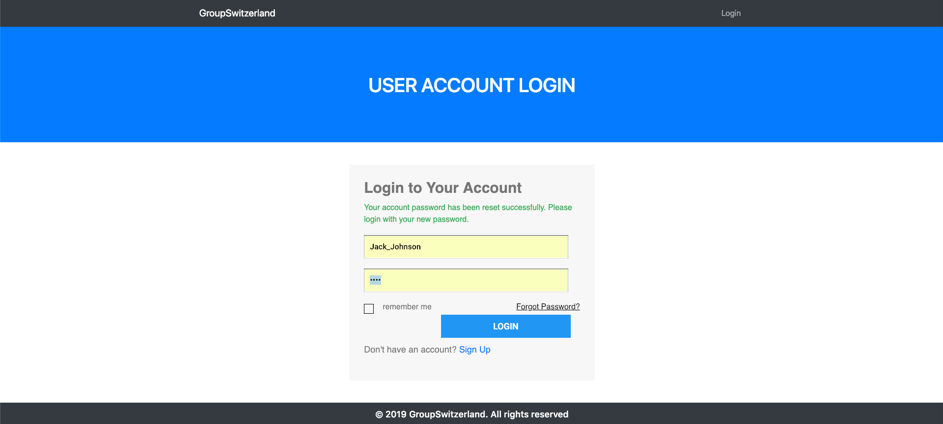 GroupSwitzerland
Login
USER ACCOUNT LOGIN
Login to Your Account
Your account password has been reset successfully. Please
login with your new password.
Jack_Johnson
••••
remember me
Forgot Password?
LOGIN
Don't have an account? Sign Up
© 2019 GroupSwitzerland. All rights reserved